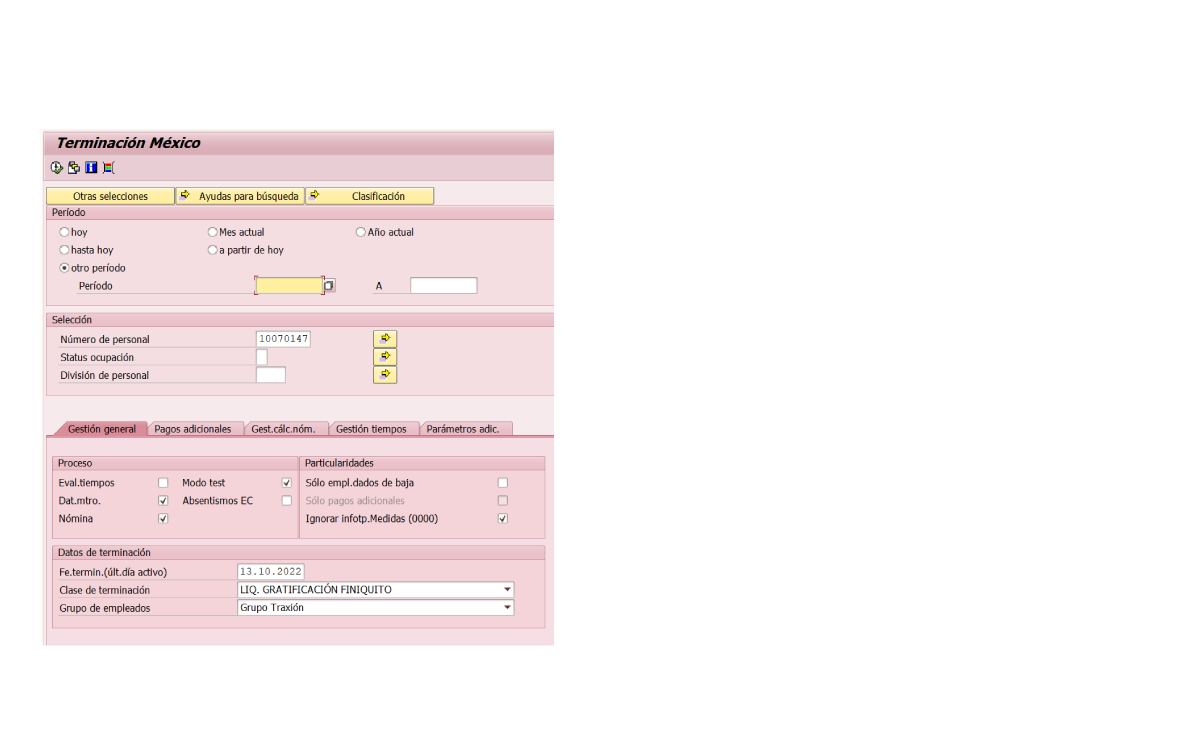 Terminación México
Otras selecciones Ayudas para búsqueda Clasificación
Período
hoy Mes actual Año actual
hasta hoy a partir de hoy
otro período
Período A
Selección
Número de personal 10070147
Status ocupación
División de personal
Gestión general Pagos adicionales Gest.cálc.nóm. Gestión tiempos Parámetros adic.
Proceso Particularidades
Eval.tiempos Modo test Sólo empl.dados de baja
Dat.mtro. Absentismos EC Sólo pagos adicionales
Nómina Ignorar infotp.Medidas (0000)
Datos de terminación
Fe.termin.(últ.día activo) 13.10.2022
Clase de terminación LIQ. GRATIFICACIÓN FINIQUITO
Grupo de empleados Grupo Traxión